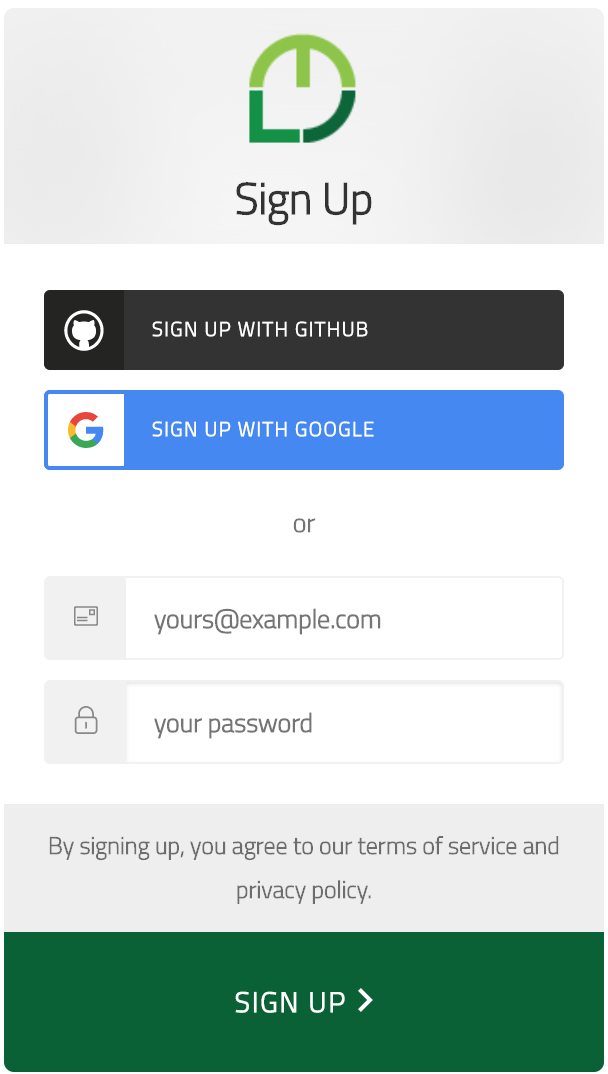 Sign Up
SIGN UP WITH GITHUB
SIGN UP WITH GOOGLE
or
yours@example.com
your password
By signing up, you agree to our terms of service and
privacy policy.
SIGN UP